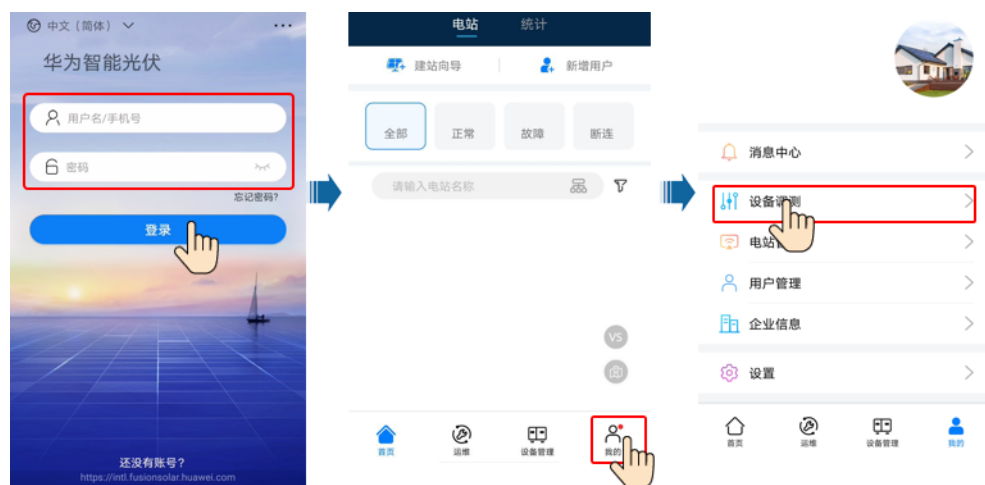 中文（简体）
华为智能光伏
用户名/手机号
密码
忘记密码?
登录
还没有账号？
https://intl.fusionsolar.huawei.com
电站 统计
建站向导 新增用户
全部 正常 故障 断连
请输入电站名称
VS
首页 运维 设备管理 我的
消息中心
设备调测
电站
用户管理
企业信息
设置
首页 运维 设备管理 我的